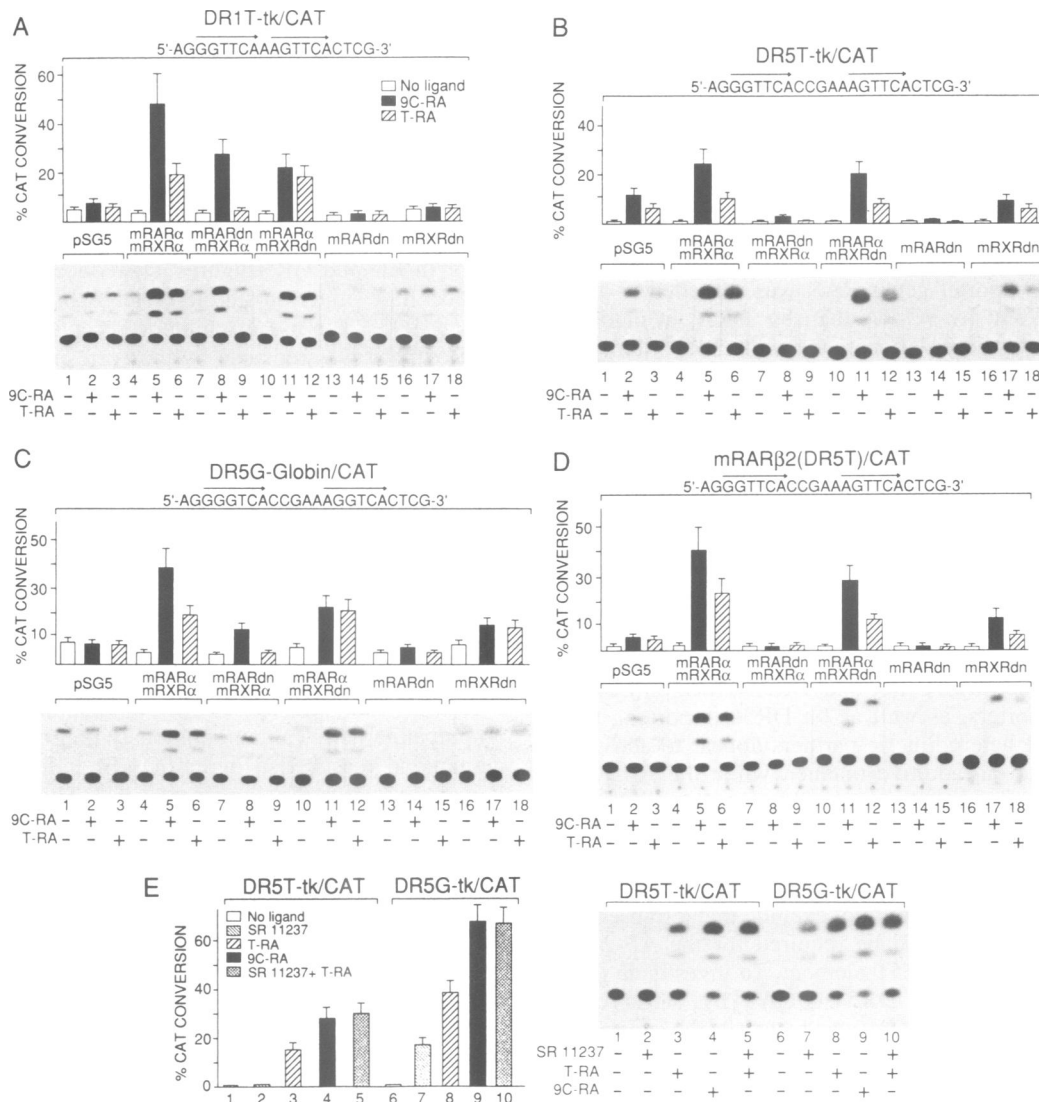 A
DR1T-tk/CAT
5'-AGGGTTCAAAGTTCACTCG-3'
% CAT CONVERSION
60
40
20
No ligand
9C-RA
T-RA
pSG5
mRARα
mRXRα
mRARdn
mRXRα
mRARα
mRXRdn
mRARdn
mRXRdn
1 2 3 4 5 6 7 8 9 10 11 12 13 14 15 16 17 18
9C-RA - + - - + - - + - - + - - + - - + -
T-RA - - + - - + - - + - - + - - + - - +
B
DR5T-tk/CAT
5'-AGGGTTCACCGAAAGTTCACTCG-3'
% CAT CONVERSION
40
20
pSG5
mRARα
mRXRα
mRARdn
mRXRα
mRARα
mRXRdn
mRARdn
mRXRdn
1 2 3 4 5 6 7 8 9 10 11 12 13 14 15 16 17 18
9C-RA - + - - + - - + - - + - - + - - + -
T-RA - - + - - + - - + - - + - - + - - +
C
DR5G-Globin/CAT
5'-AGGGGTCACCGAAAGGTCACTCG-3'
% CAT CONVERSION
50
30
10
pSG5
mRARα
mRXRα
mRARdn
mRXRα
mRARα
mRXRdn
mRARdn
mRXRdn
1 2 3 4 5 6 7 8 9 10 11 12 13 14 15 16 17 18
9C-RA - + - - + - - + - - + - - + - - + -
T-RA - - + - - + - - + - - + - - + - - +
D
mRARβ2(DR5T)/CAT
5'-AGGGTTCACCGAAAGTTCACTCG-3'
% CAT CONVERSION
50
30
10
pSG5
mRARα
mRXRα
mRARdn
mRXRα
mRARα
mRXRdn
mRARdn
mRXRdn
1 2 3 4 5 6 7 8 9 10 11 12 13 14 15 16 17 18
9C-RA - + - - + - - + - - + - - + - - + -
T-RA - - + - - + - - + - - + - - + - - +
E
DR5T-tk/CAT DR5G-tk/CAT
% CAT CONVERSION
60
40
20
0
No ligand
SR 11237
T-RA
9C-RA
SR 11237+ T-RA
1 2 3 4 5 6 7 8 9 10
DR5T-tk/CAT DR5G-tk/CAT
1 2 3 4 5 6 7 8 9 10
SR 11237 - + - - + - + - - +
T-RA - - + - + - - + - +
9C-RA - - - + - - - - + -